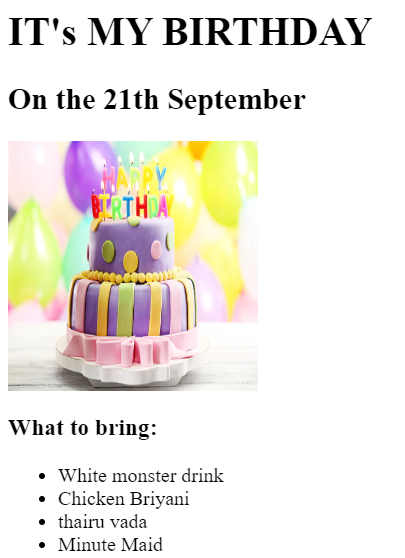 IT's MY BIRTHDAY
On the 21th September
HAPPY
BIRTHDAY
What to bring:
White monster drink
Chicken Briyani
thairu vada
Minute Maid